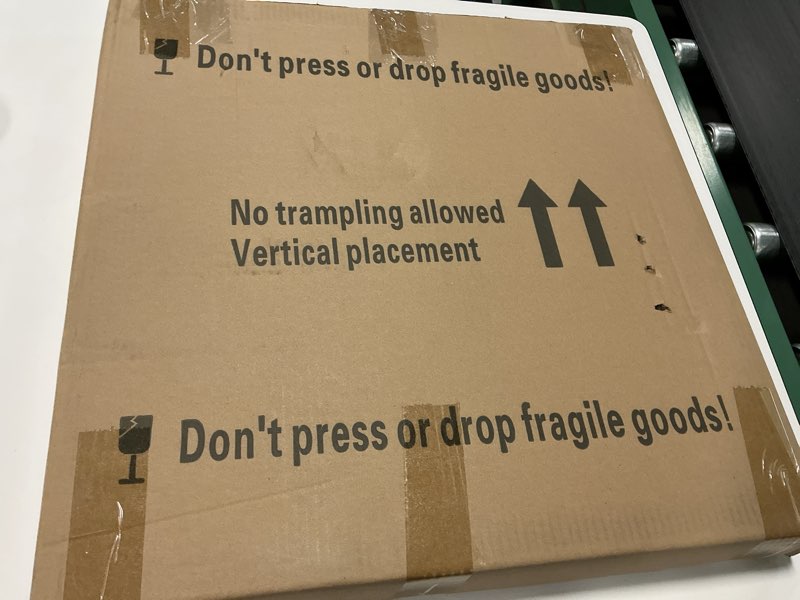 Don't press or drop fragile goods!
No trampling allowed
Vertical placement
Don't press or drop fragile goods!